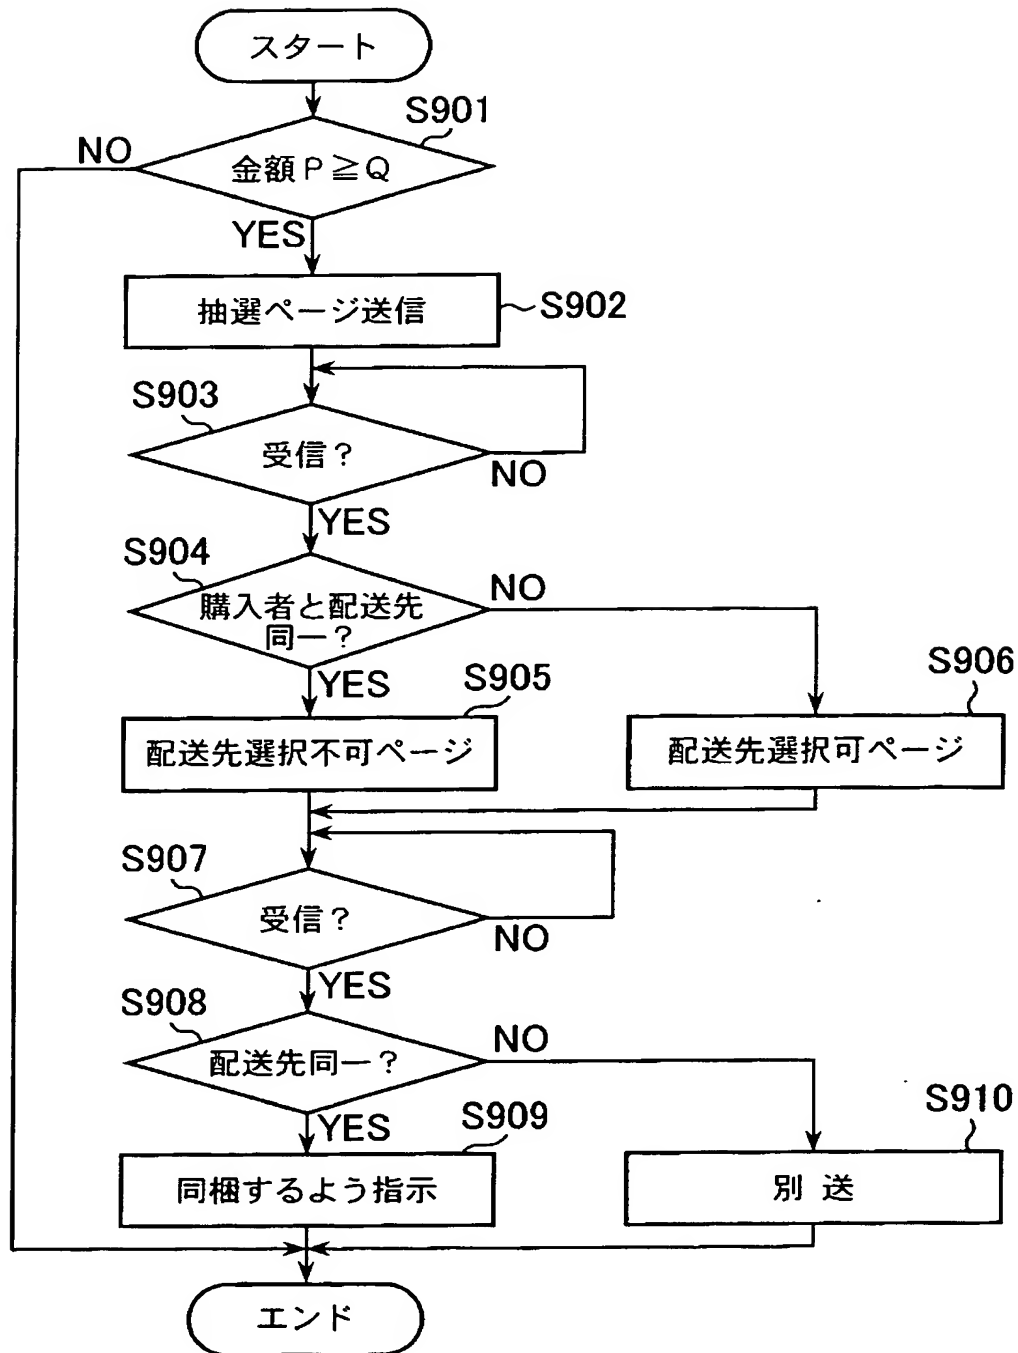 スタート
S901
NO
金額P≧Q
YES
抽選ページ送信
S902
S903
受信?
NO
YES
S904
NO
購入者と配送先
同一?
YES
S905
S906
配送先選択不可ページ
配送先選択可ページ
S907
受信?
NO
YES
S908
NO
配送先同一?
YES
S909
S910
同梱するよう指示
別 送
エンド